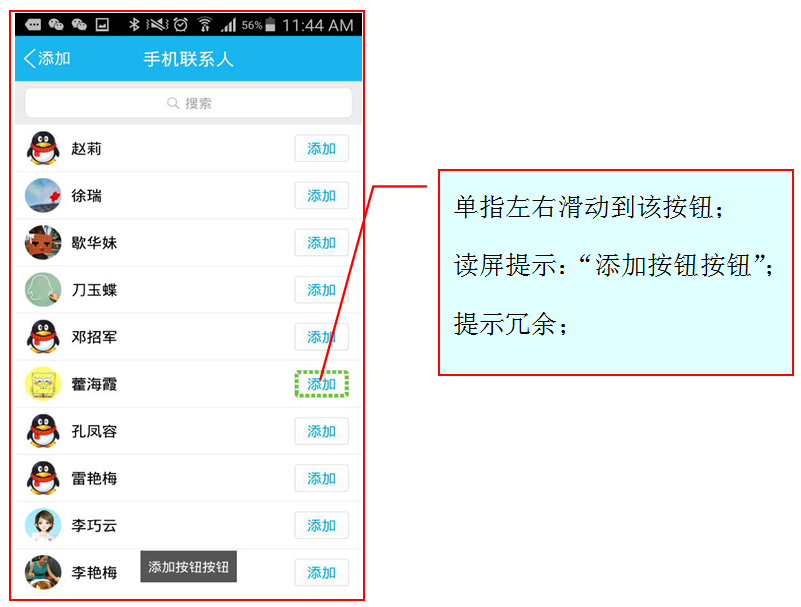 56% 11:44 AM
添加 手机联系人
搜索
赵莉 添加
徐瑞 添加
歇华妹 添加
刀玉蝶 添加
邓招军 添加
藿海霞 添加
孔凤容 添加
雷艳梅 添加
李巧云 添加
李艳梅 添加
添加按钮按钮
单指左右滑动到该按钮；
读屏提示：“添加按钮按钮”；
提示冗余；